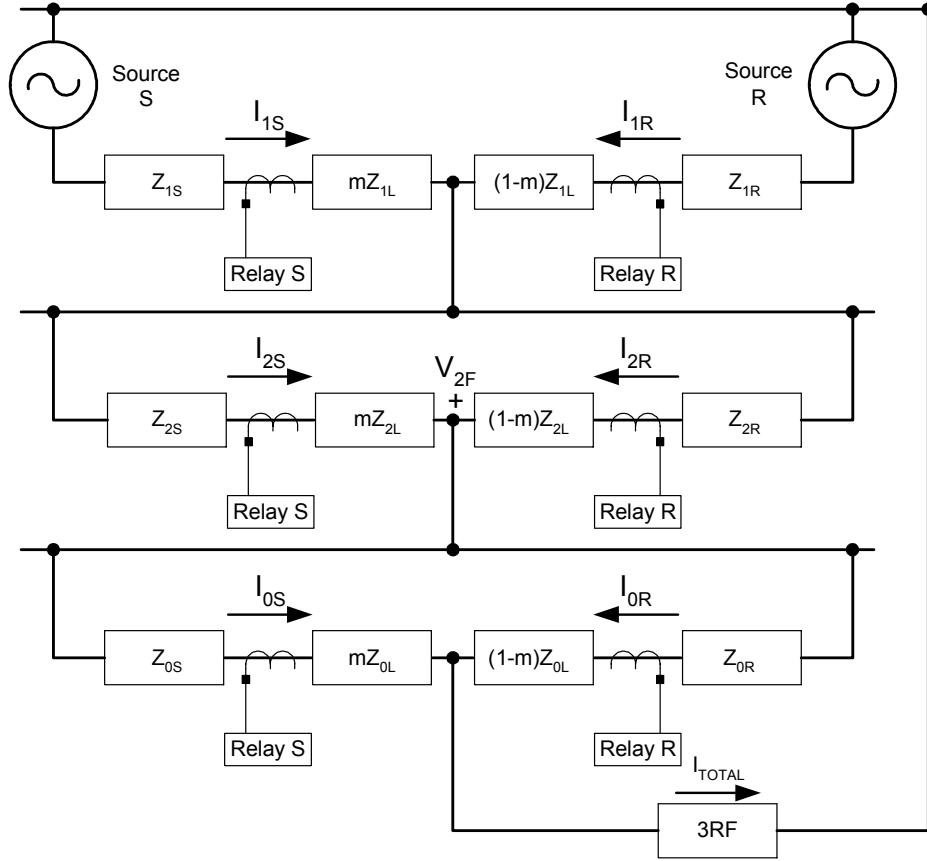 Source
S
I₁S
I₁R
Source
R
Z₁S
mZ₁L
(1-m)Z₁L
Z₁R
Relay S
Relay R
I₂S
V₂F
+
I₂R
Z₂S
mZ₂L
(1-m)Z₂L
Z₂R
Relay S
Relay R
I₀S
I₀R
Z₀S
mZ₀L
(1-m)Z₀L
Z₀R
Relay S
Relay R
I_TOTAL
3RF